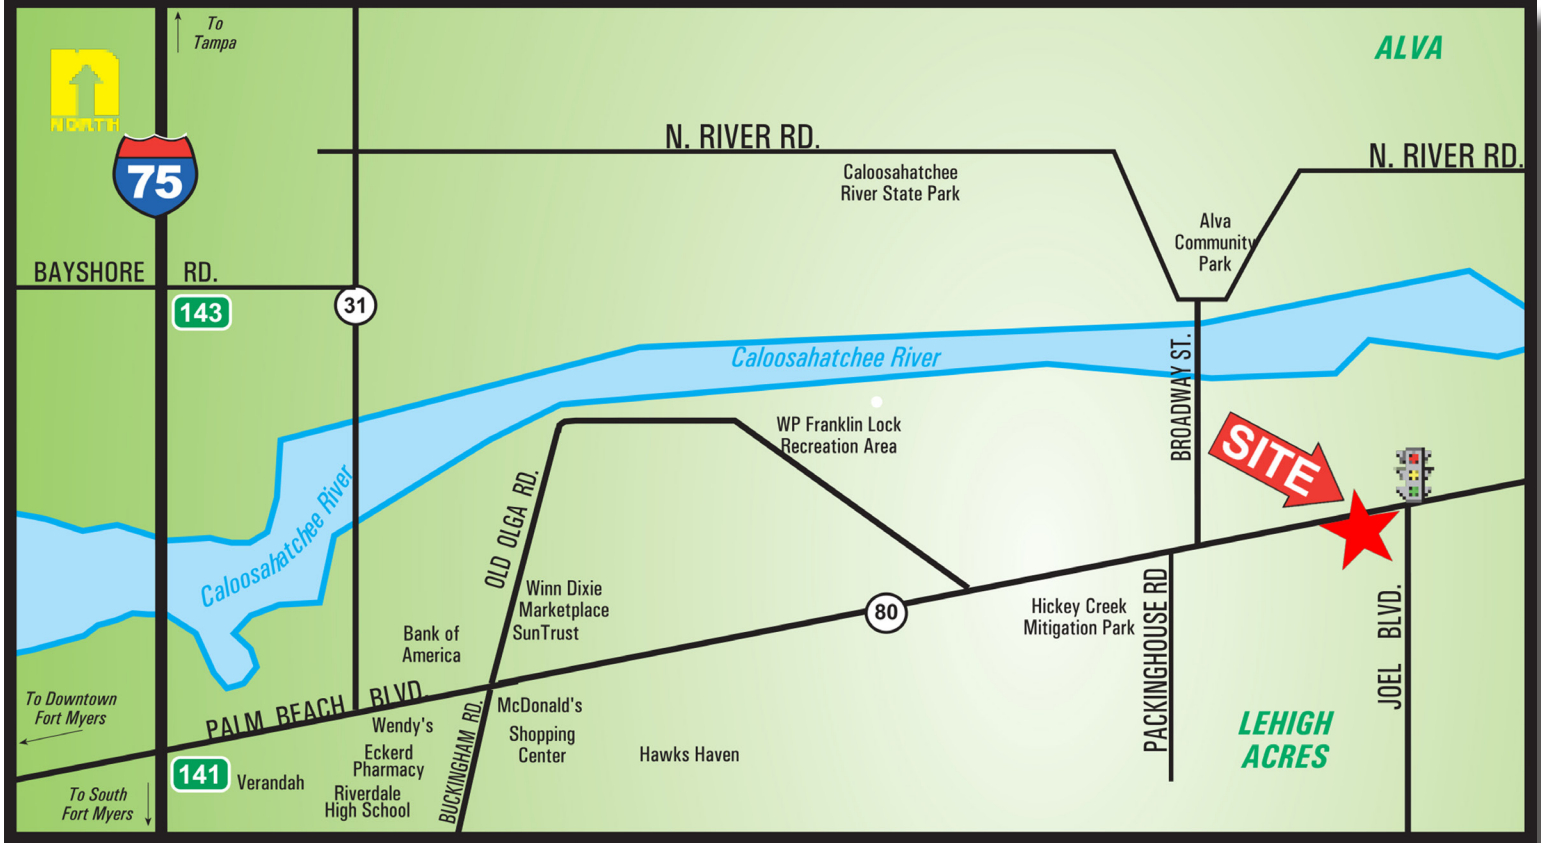 To
Tampa
ALVA
NORTH
N. RIVER RD.
N. RIVER RD.
75
Caloosahatchee
River State Park
Alva
Community
Park
BAYSHORE RD.
143
31
Caloosahatchee River
BROADWAY ST.
WP Franklin Lock
Recreation Area
SITE
Caloosahatchee River
OLD OLGA RD.
Winn Dixie
Marketplace
SunTrust
Bank of
America
80
Hickey Creek
Mitigation Park
PACKINGHOUSE RD
JOEL BLVD.
To Downtown
Fort Myers
PALM BEACH BLVD.
Wendy's
McDonald's
Shopping
Center
BUCKINGHAM RD.
Hawks Haven
LEHIGH
ACRES
Eckerd
Pharmacy
141
Verandah
Riverdale
High School
To South
Fort Myers